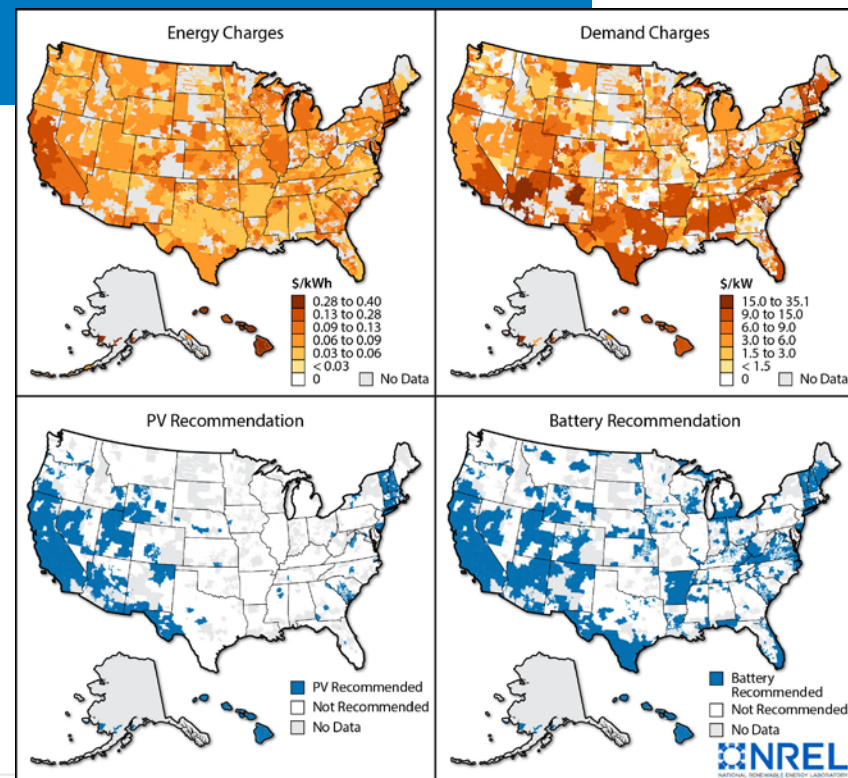 Energy Charges
$/kWh
0.28 to 0.40
0.13 to 0.28
0.09 to 0.13
0.06 to 0.09
0.03 to 0.06
< 0.03
0
No Data
Demand Charges
$/kW
15.0 to 35.1
9.0 to 15.0
6.0 to 9.0
3.0 to 6.0
1.5 to 3.0
< 1.5
0
No Data
PV Recommendation
PV Recommended
Not Recommended
No Data
Battery Recommendation
Battery
Recommended
Not Recommended
No Data
NREL
NATIONAL RENEWABLE ENERGY LABORATORY